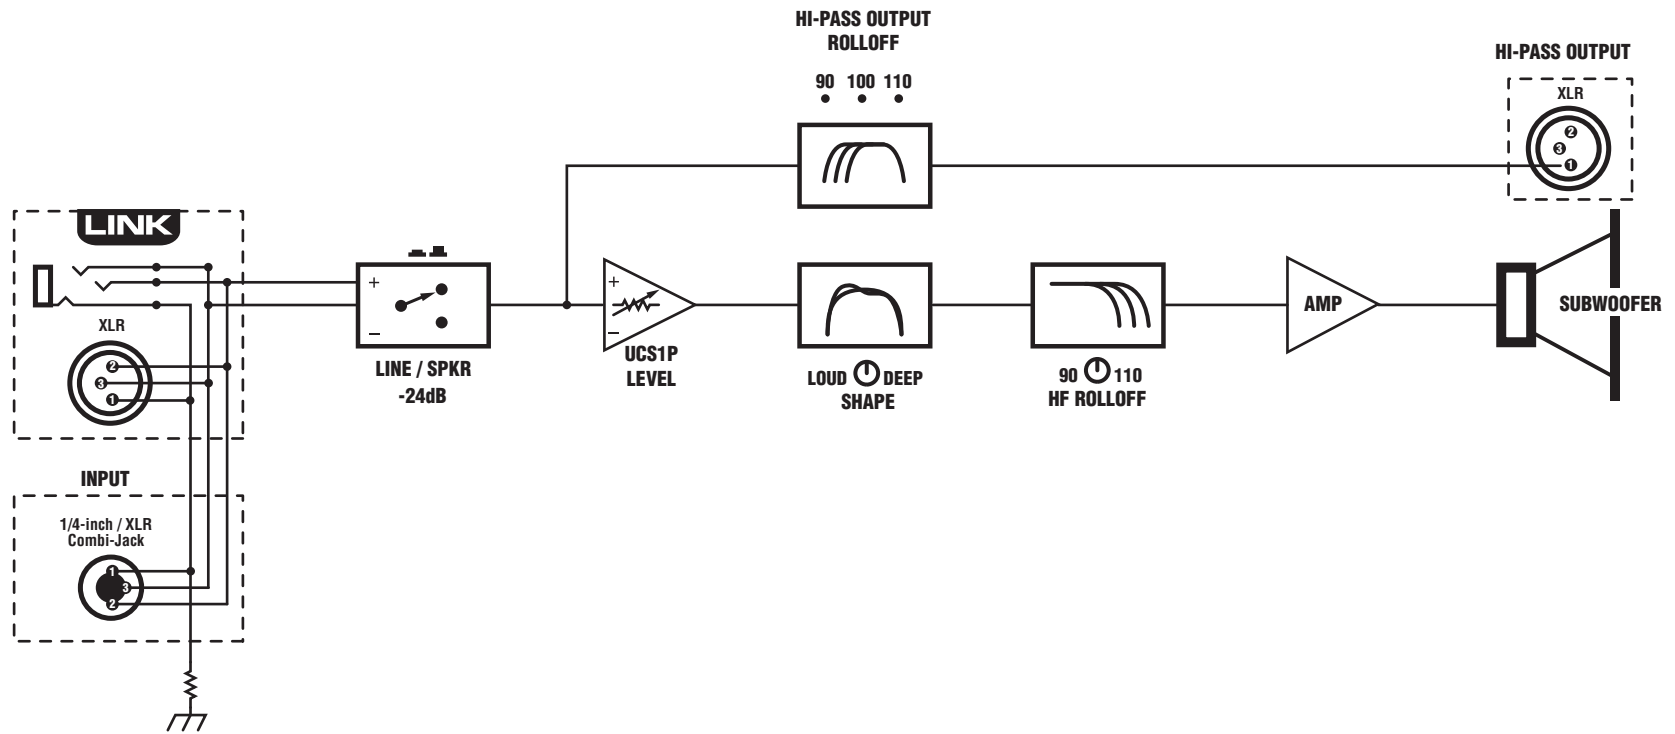 HI-PASS OUTPUT
ROLLOFF
90 100 110
HI-PASS OUTPUT
XLR
2
3
1
LINK
XLR
2
3
1
+
−
LINE / SPKR
-24dB
+
−
UCS1P
LEVEL
LOUD DEEP
SHAPE
90 110
HF ROLLOFF
AMP
SUBWOOFER
INPUT
1/4-inch / XLR
Combi-Jack
1
3
2